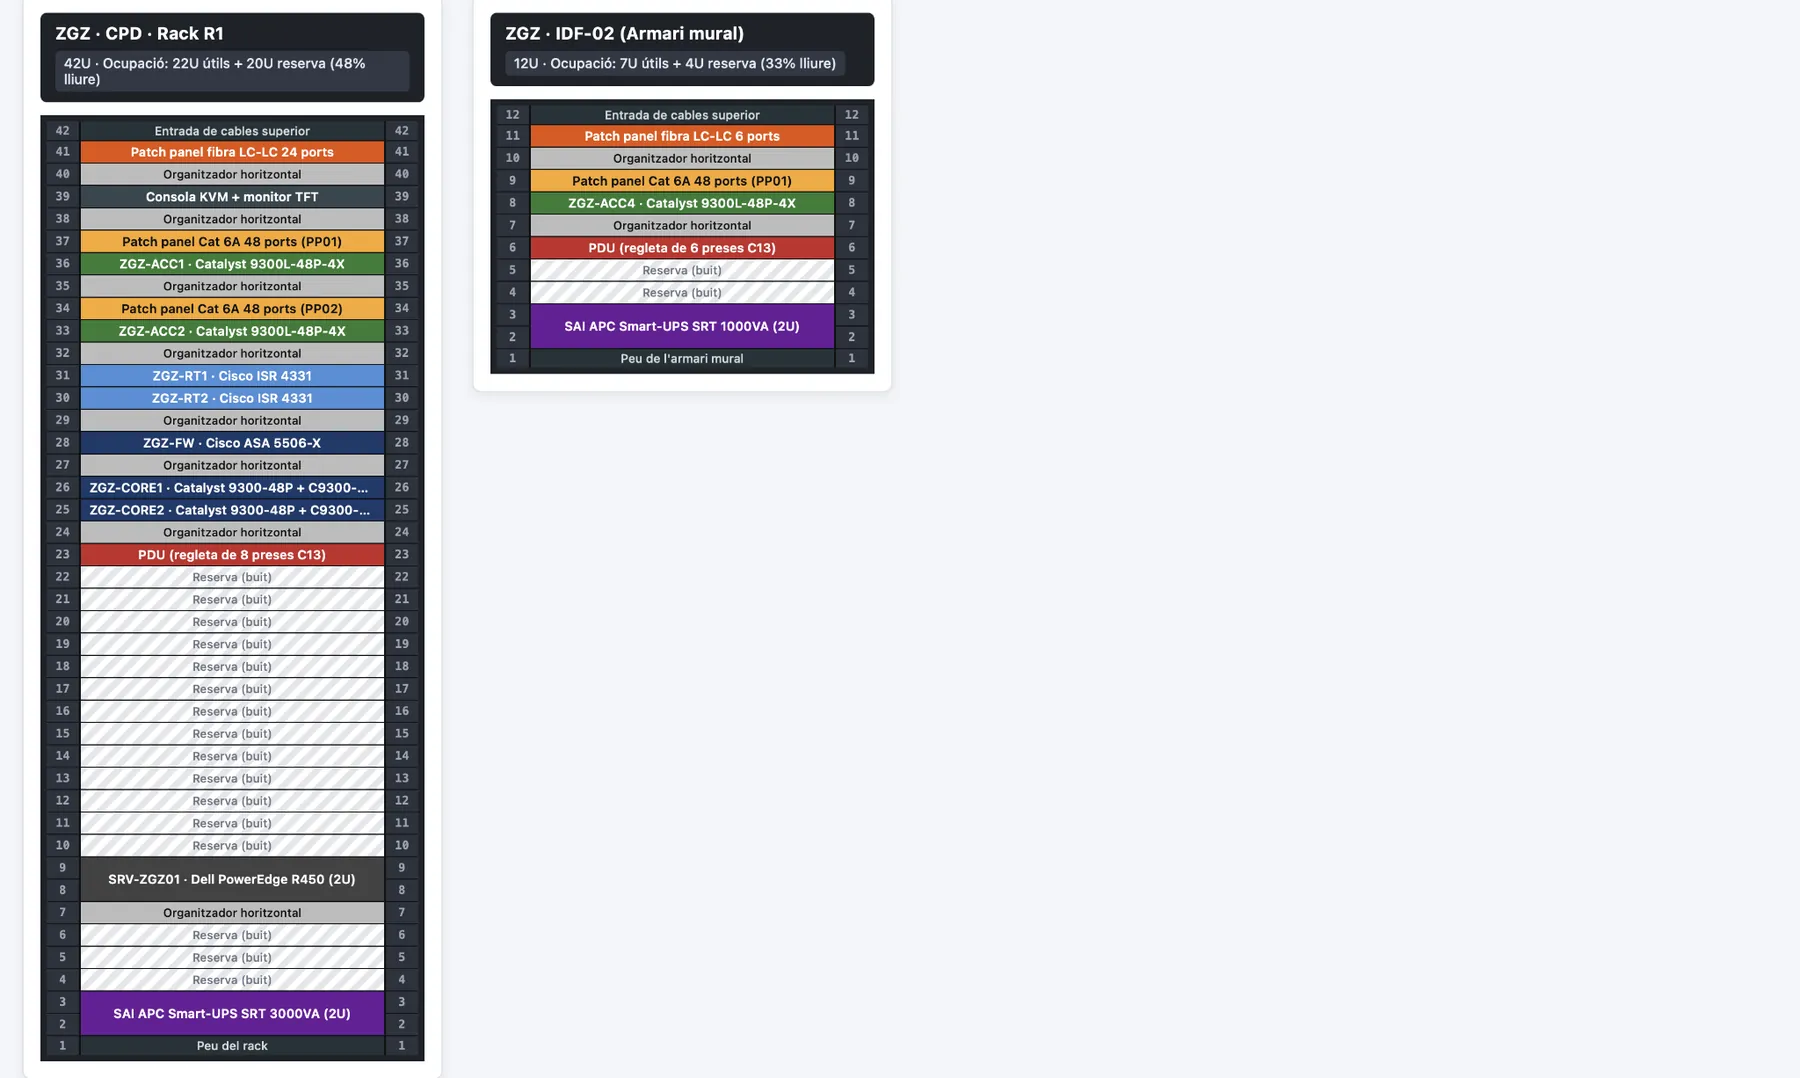 ZGZ · CPD · Rack R1
42U · Ocupació: 22U útils + 20U reserva (48%
lliure)
42 Entrada de cables superior 42
41 Patch panel fibra LC-LC 24 ports 41
40 Organitzador horitzontal 40
39 Consola KVM + monitor TFT 39
38 Organitzador horitzontal 38
37 Patch panel Cat 6A 48 ports (PP01) 37
36 ZGZ-ACC1 · Catalyst 9300L-48P-4X 36
35 Organitzador horitzontal 35
34 Patch panel Cat 6A 48 ports (PP02) 34
33 ZGZ-ACC2 · Catalyst 9300L-48P-4X 33
32 Organitzador horitzontal 32
31 ZGZ-RT1 · Cisco ISR 4331 31
30 ZGZ-RT2 · Cisco ISR 4331 30
29 Organitzador horitzontal 29
28 ZGZ-FW · Cisco ASA 5506-X 28
27 Organitzador horitzontal 27
26 ZGZ-CORE1 · Catalyst 9300-48P + C9300-... 26
25 ZGZ-CORE2 · Catalyst 9300-48P + C9300-... 25
24 Organitzador horitzontal 24
23 PDU (regleta de 8 preses C13) 23
22 Reserva (buit) 22
21 Reserva (buit) 21
20 Reserva (buit) 20
19 Reserva (buit) 19
18 Reserva (buit) 18
17 Reserva (buit) 17
16 Reserva (buit) 16
15 Reserva (buit) 15
14 Reserva (buit) 14
13 Reserva (buit) 13
12 Reserva (buit) 12
11 Reserva (buit) 11
10 Reserva (buit) 10
9 9
SRV-ZGZ01 · Dell PowerEdge R450 (2U)
8 8
7 Organitzador horitzontal 7
6 Reserva (buit) 6
5 Reserva (buit) 5
4 Reserva (buit) 4
3 3
SAI APC Smart-UPS SRT 3000VA (2U)
2 2
1 Peu del rack 1
ZGZ · IDF-02 (Armari mural)
12U · Ocupació: 7U útils + 4U reserva (33% lliure)
12 Entrada de cables superior 12
11 Patch panel fibra LC-LC 6 ports 11
10 Organitzador horitzontal 10
9 Patch panel Cat 6A 48 ports (PP01) 9
8 ZGZ-ACC4 · Catalyst 9300L-48P-4X 8
7 Organitzador horitzontal 7
6 PDU (regleta de 6 preses C13) 6
5 Reserva (buit) 5
4 Reserva (buit) 4
3 3
SAI APC Smart-UPS SRT 1000VA (2U)
2 2
1 Peu de l'armari mural 1